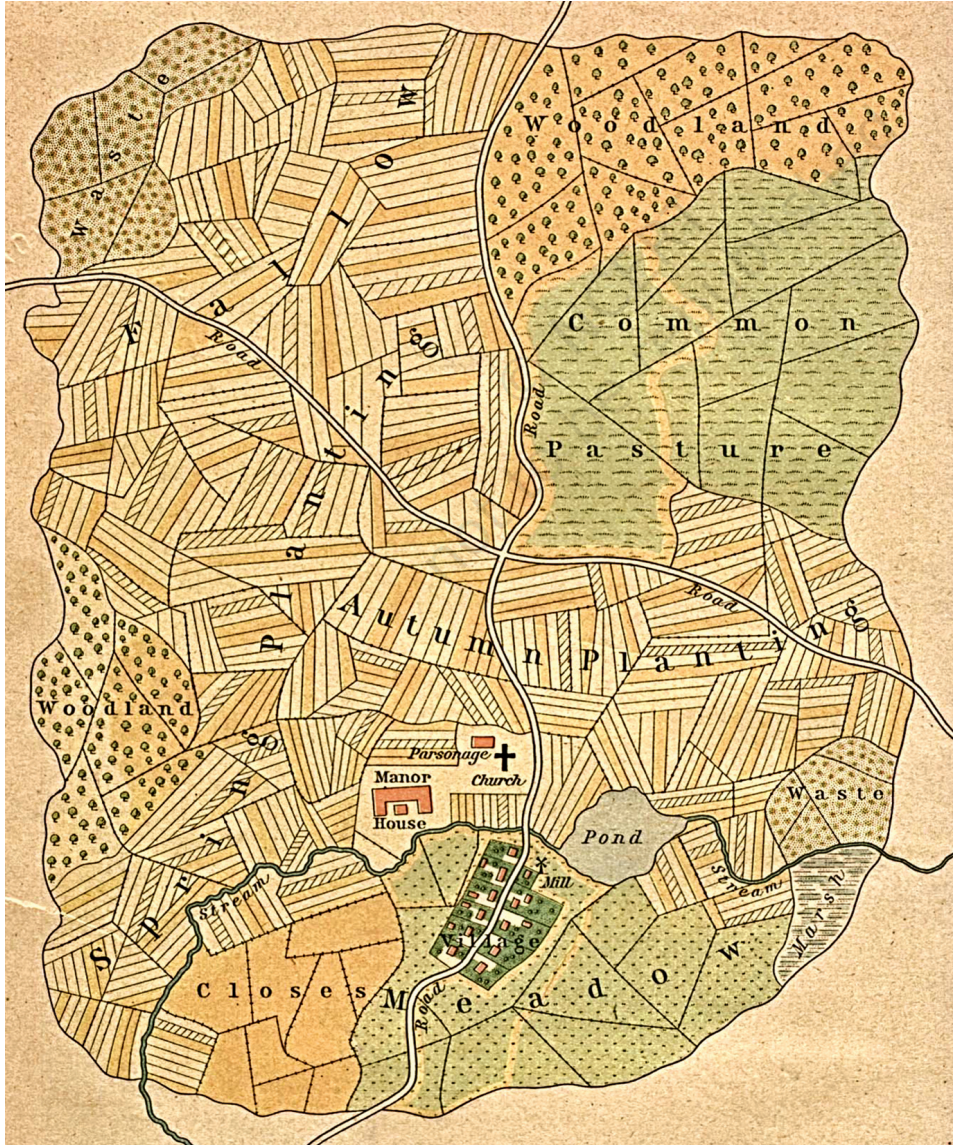 Waste
Woodland
Fallow
Common
Road
Road
Pasture
Spring Planting
Road
Autumn Planting
Woodland
Parsonage
Church
Manor
House
Waste
Pond
Mill
Stream
Stream
Marsh
Village
Closes
Meadow
Road